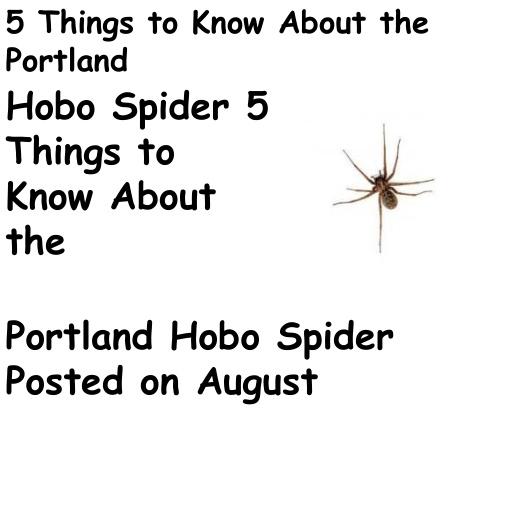 5 Things to Know About the
Portland
Hobo Spider 5
Things to
Know About
the
Portland Hobo Spider
Posted on August